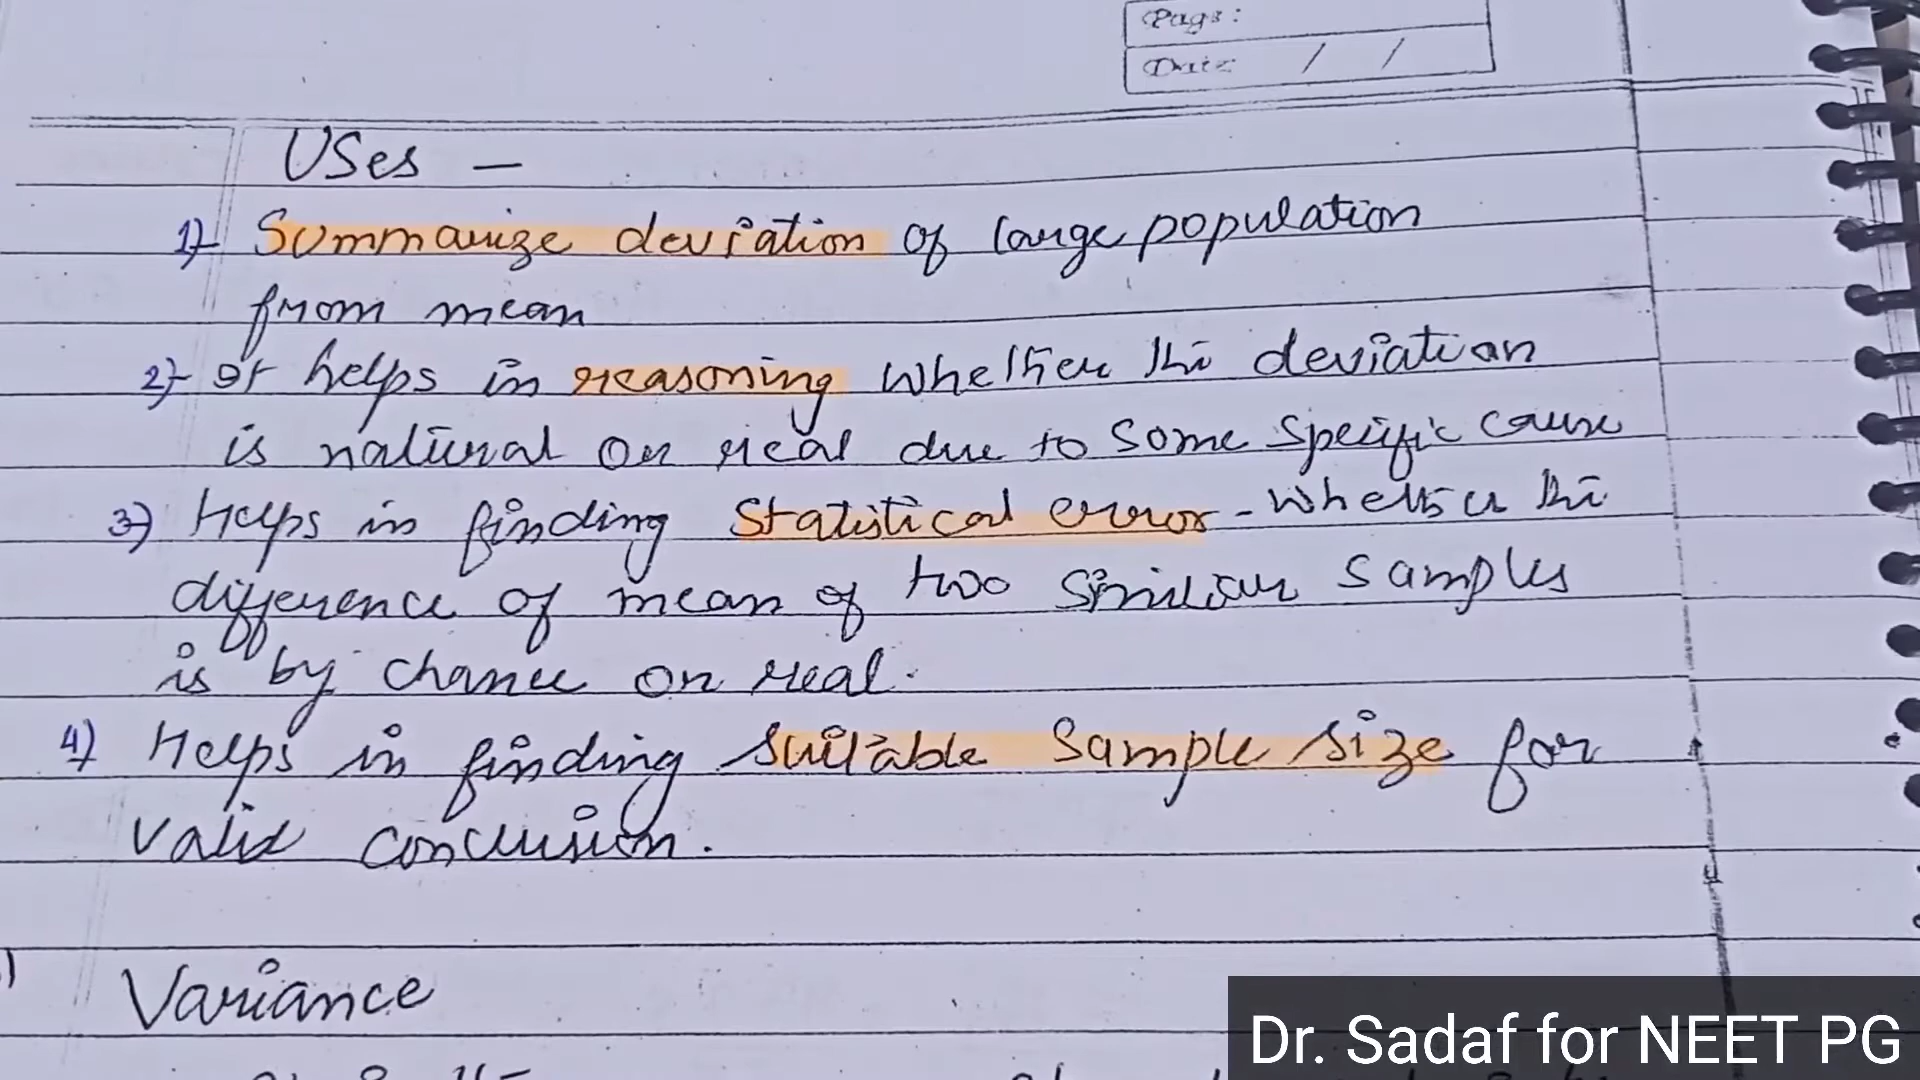 Page:
Date: / /
Uses -
1) Summarize deviation of large population
from mean
2) It helps in reasoning whether the deviation
is natural or real due to some specific cause
3) Helps in finding Statistical error - whether the
difference of mean of two similar samples
is by chance or real.
4) Helps in finding suitable sample size for
valid conclusion.
Variance
Dr. Sadaf for NEET PG